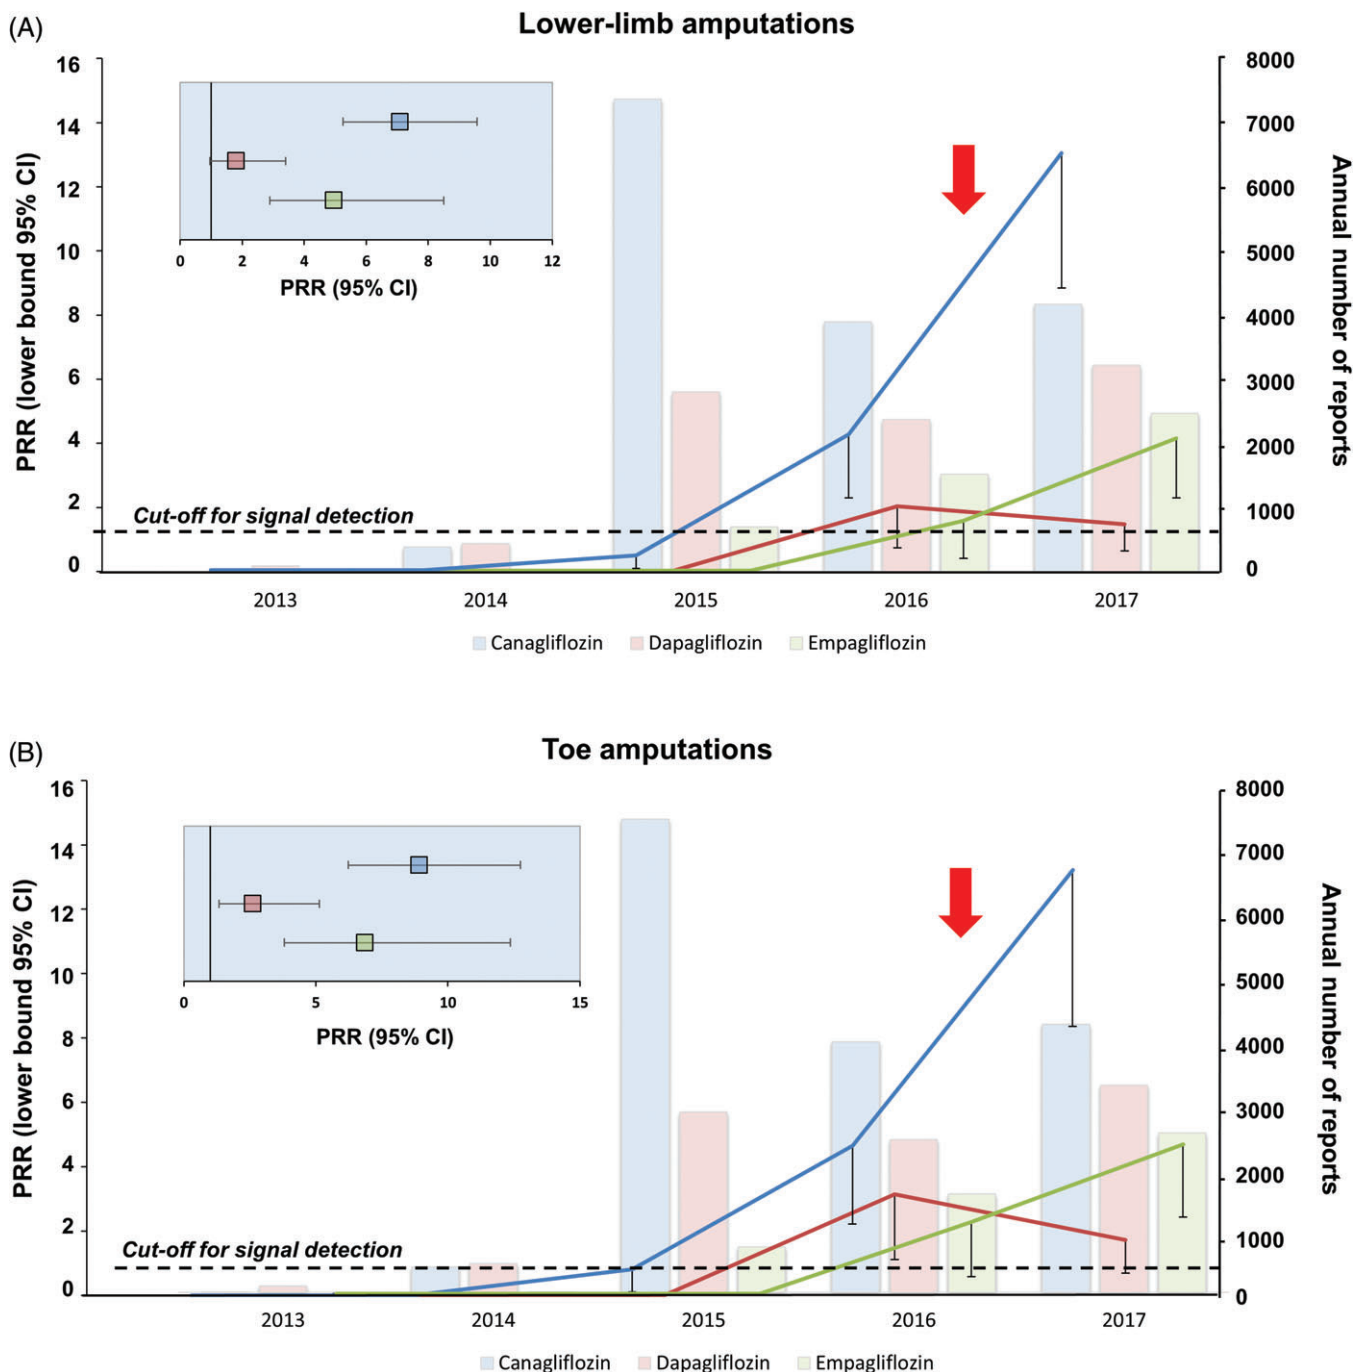 (A)
Lower-limb amputations
PRR (lower bound 95% CI)
16
14
12
10
8
6
4
2
0
0 2 4 6 8 10 12
PRR (95% CI)
Cut-off for signal detection
8000
7000
6000
5000
4000
3000
2000
1000
0
Annual number
of reports
2013 2014 2015 2016 2017
Canagliflozin Dapagliflozin Empagliflozin
(B)
Toe amputations
PRR (lower bound 95% CI)
16
14
12
10
8
6
4
2
0
0 5 10 15
PRR (95% CI)
Cut-off for signal detection
8000
7000
6000
5000
4000
3000
2000
1000
0
Annual number
of reports
2013 2014 2015 2016 2017
Canagliflozin Dapagliflozin Empagliflozin